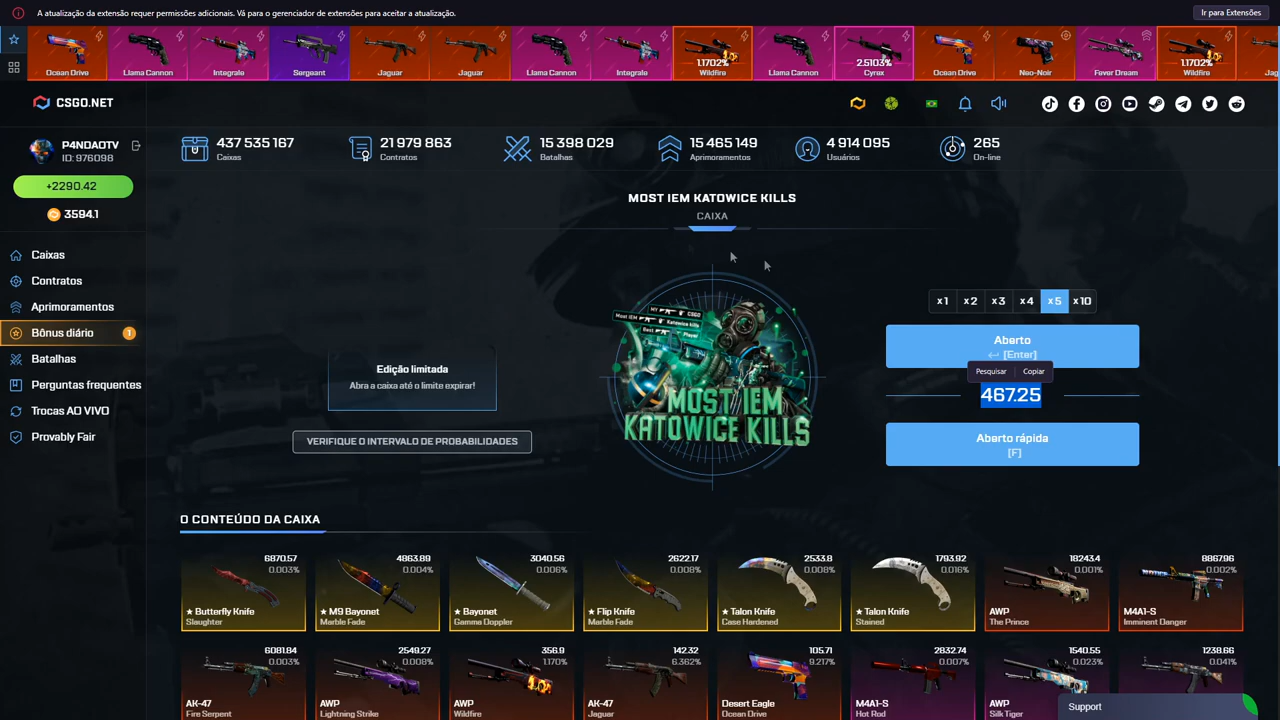 A atualização da extensão requer permissões adicionais. Vá para o gerenciador de extensões para aceitar a atualização.
Ir para Extensões
Ocean Drive
Llama Cannon
Integrale
Sergeant
Jaguar
Jaguar
Llama Cannon
Integrale
1.1702%
Wildfire
Llama Cannon
2.5103%
Cyrex
Ocean Drive
Neo-Noir
Fever Dream
1.1702%
Wildfire
Jag
CSGO.NET
P4NDAOTV
ID: 976098
+2290.42
3594.1
437 535 167
Caixas
21 979 863
Contratos
15 398 029
Batalhas
15 465 149
Aprimoramentos
4 914 095
Usuários
265
On-line
Caixas
Contratos
Aprimoramentos
Bônus diário
1
Batalhas
Perguntas frequentes
Trocas AO VIVO
Provably Fair
MOST IEM KATOWICE KILLS
CAIXA
Edição limitada
Abra a caixa até o limite expirar!
VERIFIQUE O INTERVALO DE PROBABILIDADES
MOST IEM
KATOWICE KILLS
x1
x2
x3
x4
x5
x10
Aberto
[Enter]
Pesquisar
Copiar
467.25
Aberto rápida
[F]
O CONTEÚDO DA CAIXA
6870.57
0.003%
★ Butterfly Knife
Slaughter
4863.89
0.004%
★ M9 Bayonet
Marble Fade
3040.56
0.006%
★ Bayonet
Gamma Doppler
2622.17
0.008%
★ Flip Knife
Marble Fade
2533.8
0.008%
★ Talon Knife
Case Hardened
1793.92
0.016%
★ Talon Knife
Stained
18243.4
0.001%
AWP
The Prince
8867.96
0.002%
M4A1-S
Imminent Danger
6081.84
0.003%
AK-47
Fire Serpent
2549.27
0.008%
AWP
Lightning Strike
356.9
1.170%
AWP
Wildfire
142.32
6.362%
AK-47
Jaguar
105.71
9.217%
Desert Eagle
Ocean Drive
2832.74
0.007%
M4A1-S
Hot Rod
1540.55
0.023%
AWP
Silk Tiger
1238.66
0.041%
Support